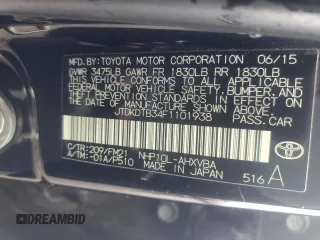 MFD. BY: TOYOTA MOTOR CORPORATION 06/15
GVWR 3475LB GAWR FR 1830LB RR 1830LB
THIS VEHICLE CONFORMS TO ALL APPLICABLE
FEDERAL MOTOR VEHICLE SAFETY, BUMPER, AND
THEFT PREVENTION STANDARDS IN EFFECT ON
THE DATE OF MANUFACTURE SHOWN ABOVE.
JTDKDTB34F1101938 PASS.CAR
C/TR: 209/FM21 NHP10L-AHXVBA
A/TM: -01A/P510 MADE IN JAPAN
516A
DREAMBID